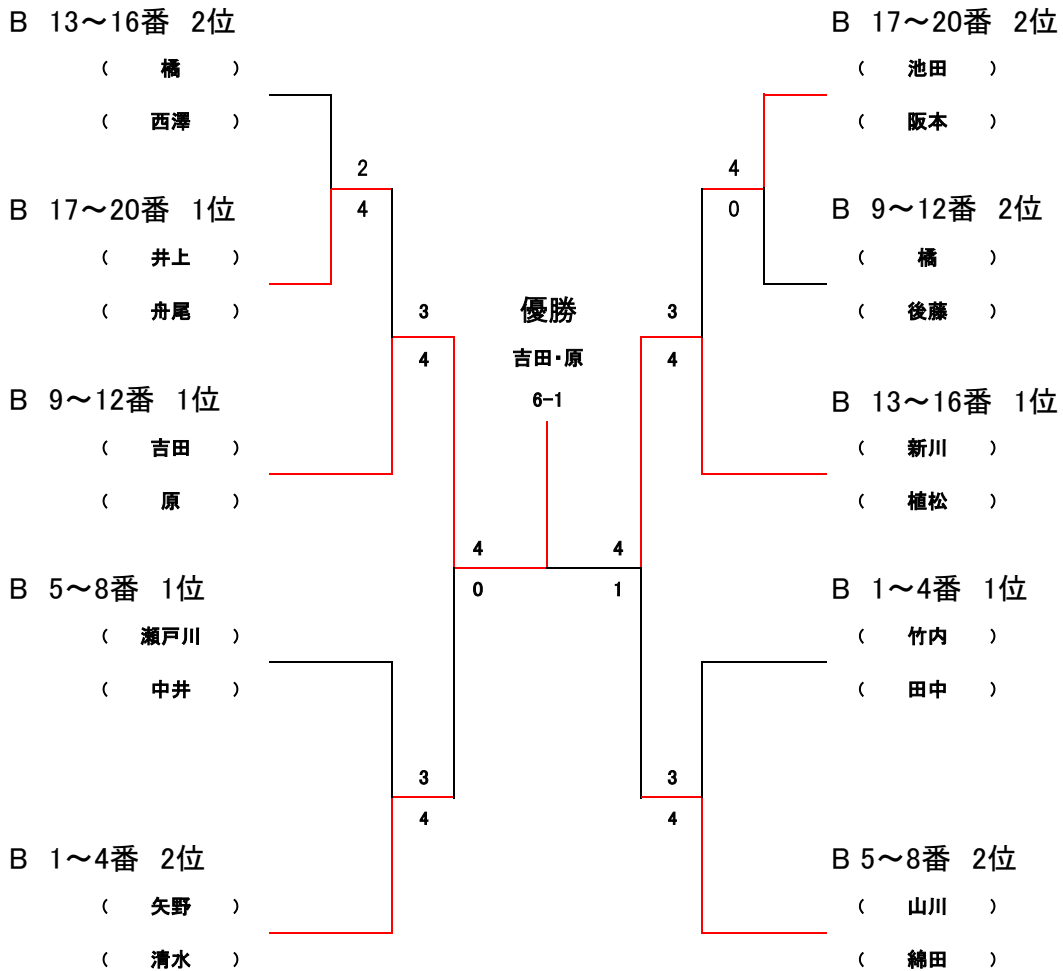 B 13～16番 2位
( 橘 )
( 西澤 )
2
4
B 17～20番 1位
( 井上 )
( 舟尾 )
3
4
B 9～12番 1位
( 吉田 )
( 原 )
B 5～8番 1位
( 瀬戸川 )
( 中井 )
4
0
3
4
B 1～4番 2位
( 矢野 )
( 清水 )
優勝
吉田・原
6-1
B 17～20番 2位
( 池田 )
( 阪本 )
4
0
B 9～12番 2位
( 橘 )
( 後藤 )
3
4
B 13～16番 1位
( 新川 )
( 植松 )
4
1
B 1～4番 1位
( 竹内 )
( 田中 )
3
4
B 5～8番 2位
( 山川 )
( 綿田 )